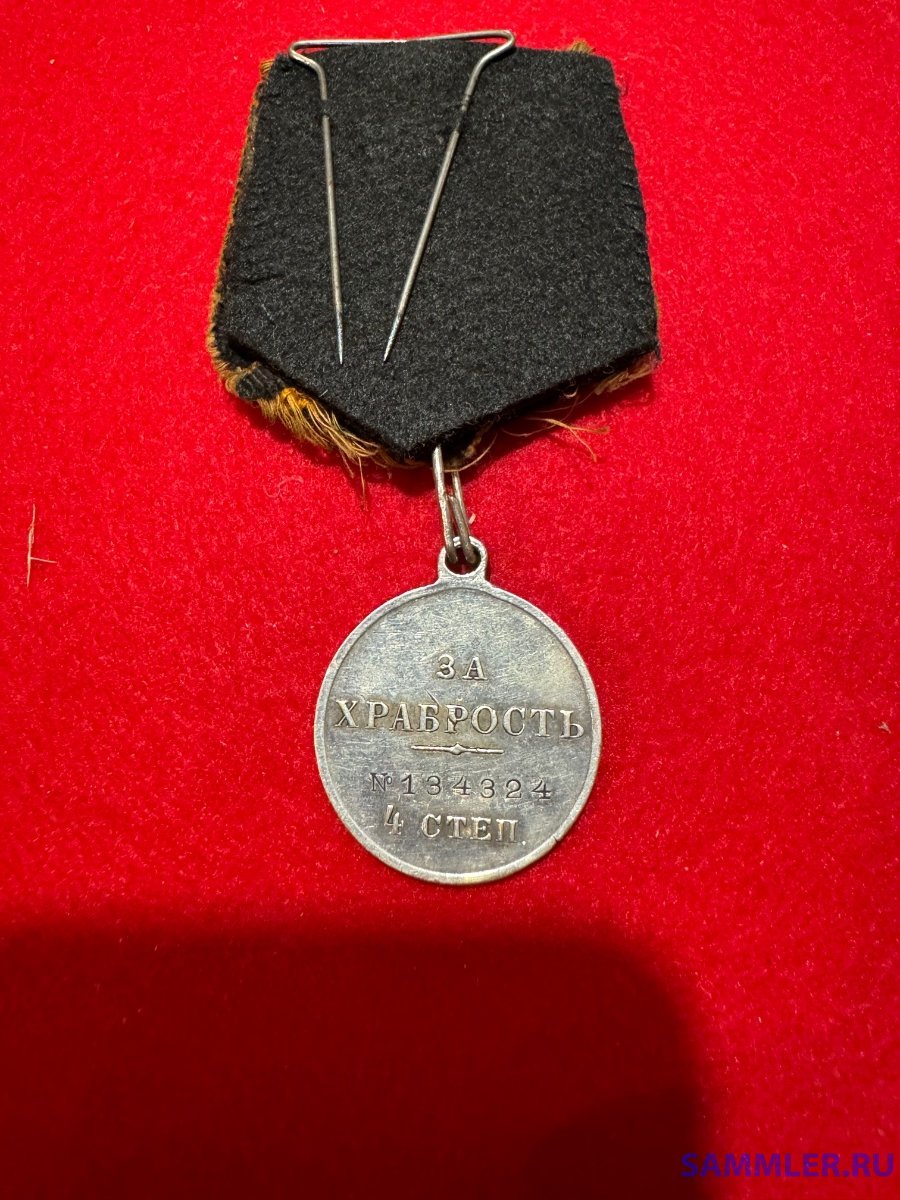 ЗА
ХРАБРОСТЬ
№134324
4 СТЕП.
SAMMLER.RU